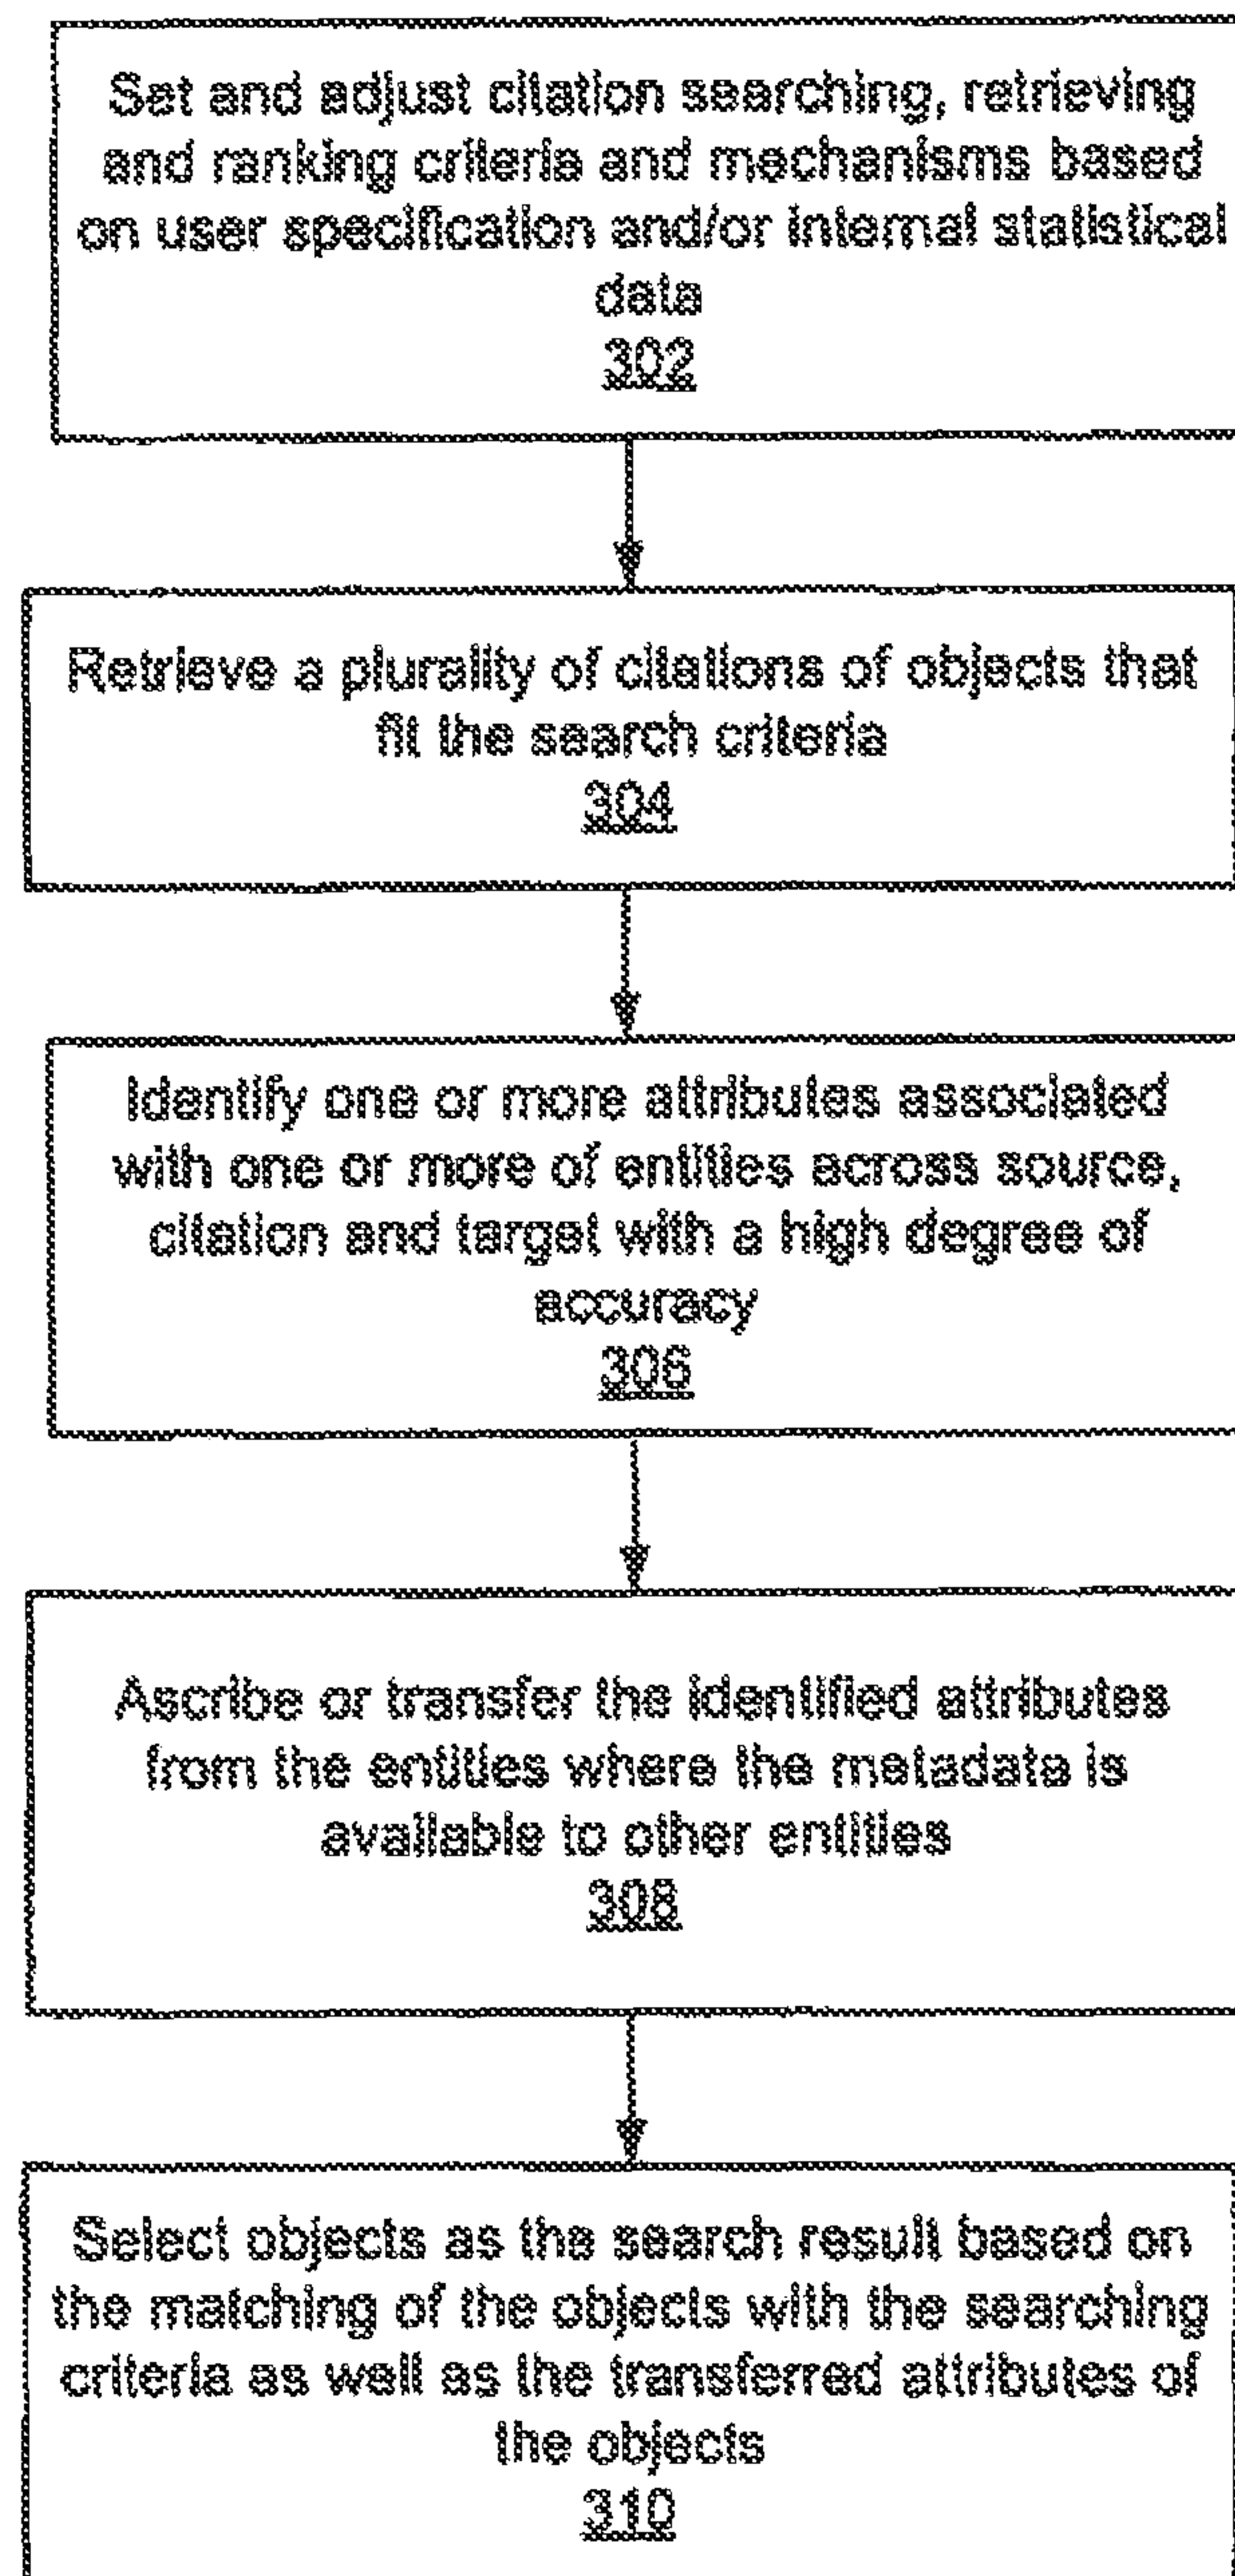 Set and adjust citation searching, retrieving
and ranking criteria and mechanisms based
on user specification and/or internal statistical
data
302
Retrieve a plurality of citations of objects that
fit the search criteria
304
Identify one or more attributes associated
with one or more of entities across source,
citation and target with a high degree of
accuracy
306
Ascribe or transfer the identified attributes
from the entities where the metadata is
available to other entities
308
Select objects as the search result based on
the matching of the objects with the searching
criteria as well as the transferred attributes of
the objects
310